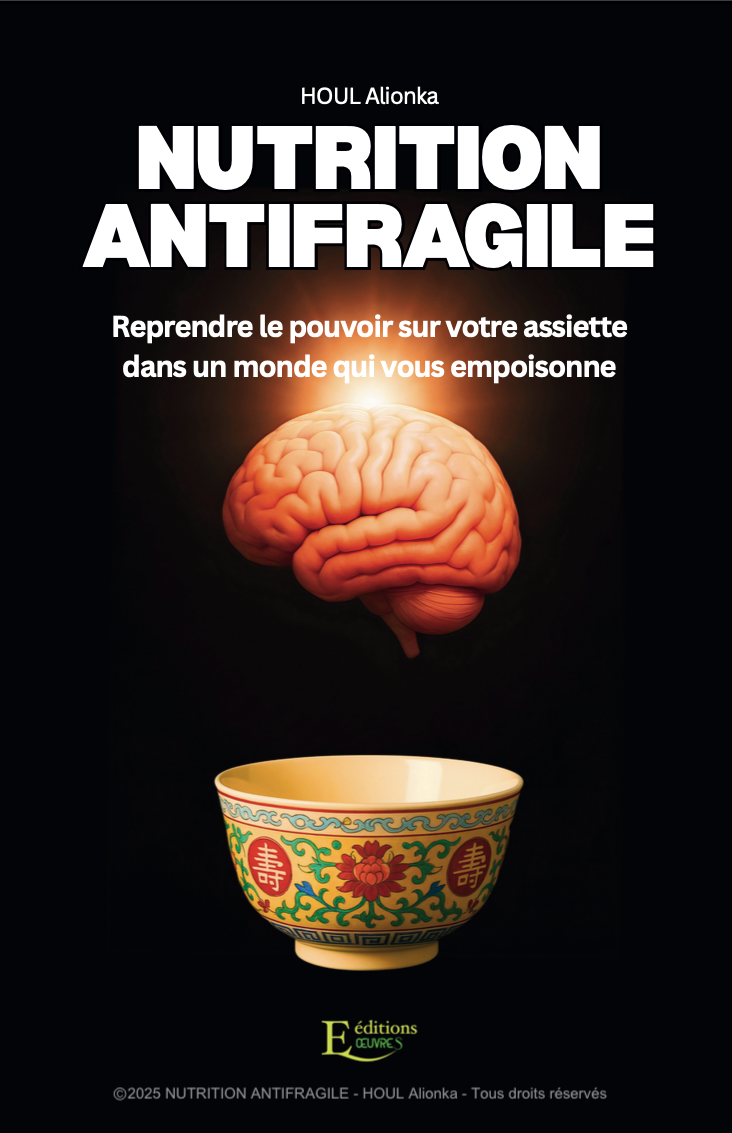 HOUL Alionka
NUTRITION
ANTIFRAGILE
Reprendre le pouvoir sur votre assiette
dans un monde qui vous empoisonne
壽 壽
Éditions
ŒUVRES
©2025 NUTRITION ANTIFRAGILE - HOUL Alionka - Tous droits réservés